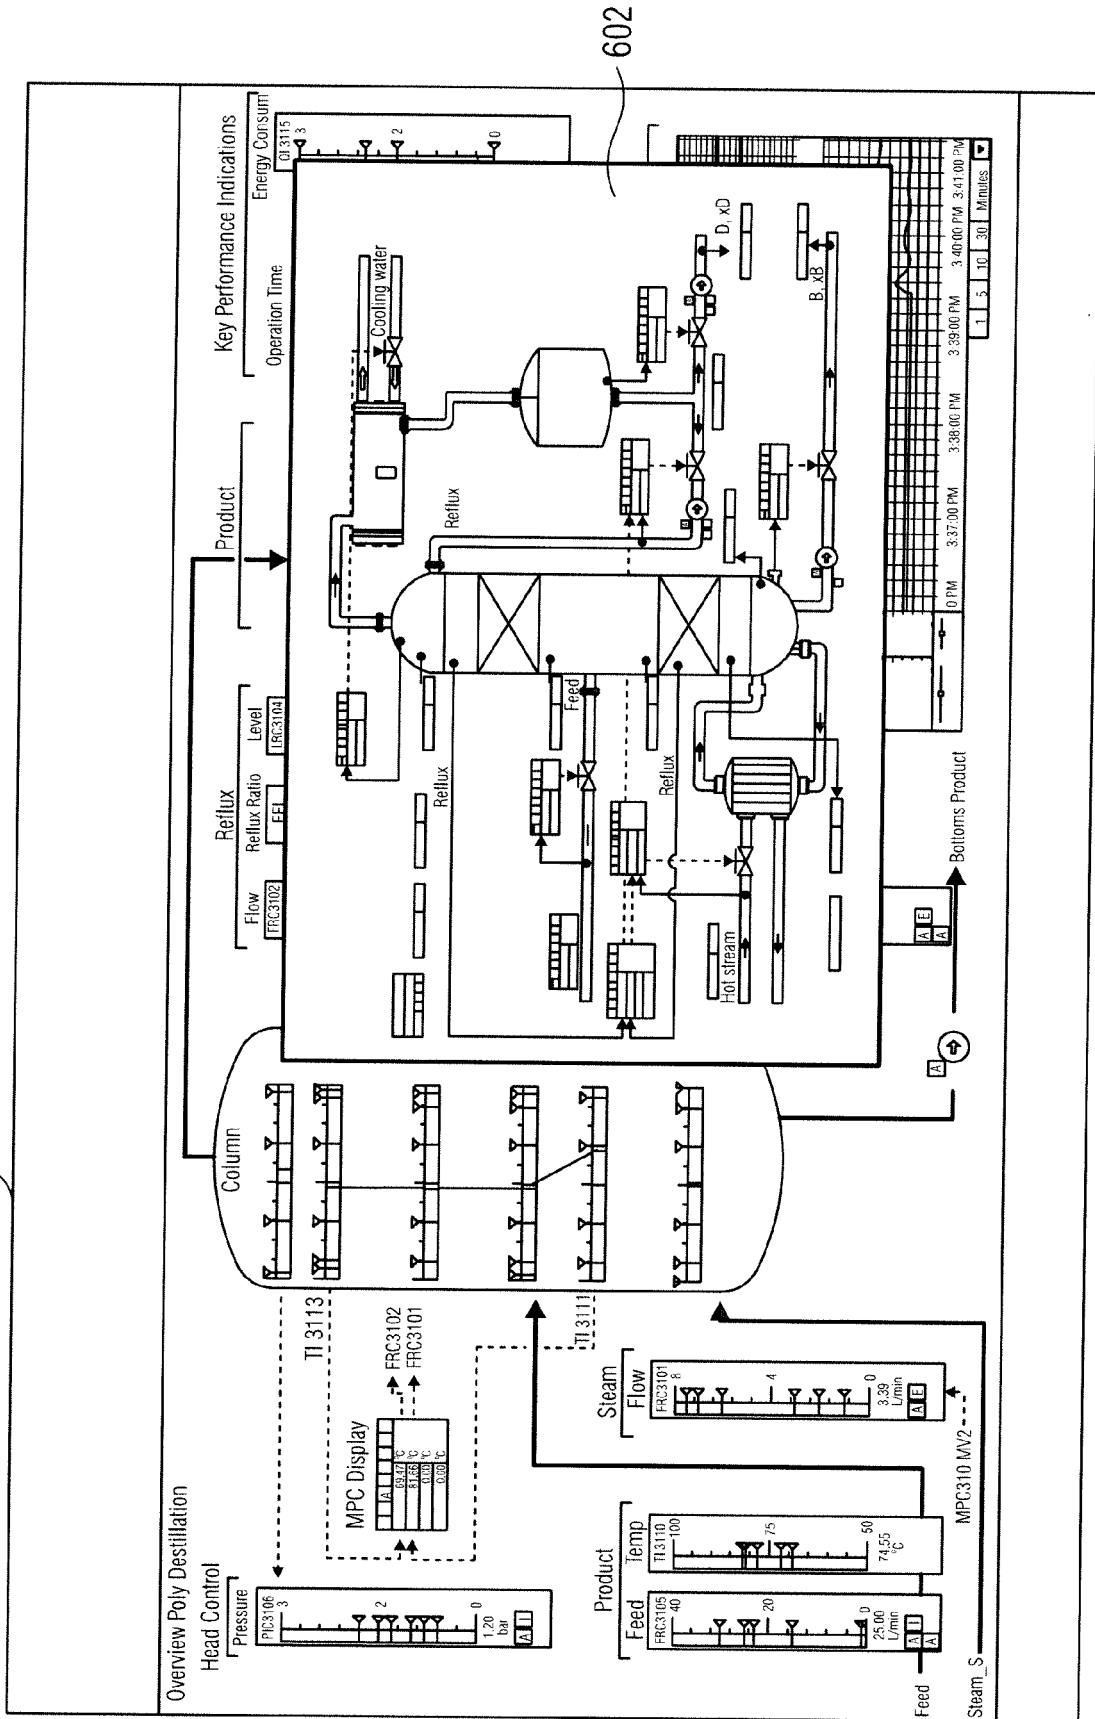 Overview Poly Destillation
Head Control
Pressure
PIC3106
3
2
0
1.20
bar
A I
MPC Display
A
69.47 °C
81.66 °C
0.00 °C
0.00 °C
FRC3102
FRC3101
TI 3113
TI 3111
Product
Feed
FRC3105
40
20
0
25.00
L/min
A I
A
Temp
TI3110
100
75
50
74.55
°C
Steam
Flow
FRC3101
8
4
0
3.39
L/min
A E
MPC310 MV2
Feed
Steam_S
Column
A
A E
A
Bottoms Product
Reflux
Flow
FRC3102
Reflux Ratio
Level
LRC3104
Product
Key Performance Indications
Operation Time
Energy Consum
QI 3115
3
2
0
602
Cooling water
Reflux
Reflux
Feed
Reflux
Hot stream
D, xD
B, xB
0 PM 3:37:00 PM 3:38:00 PM 3:39:00 PM 3:40:00 PM 3:41:00 PM
1 5 10 30 Minutes